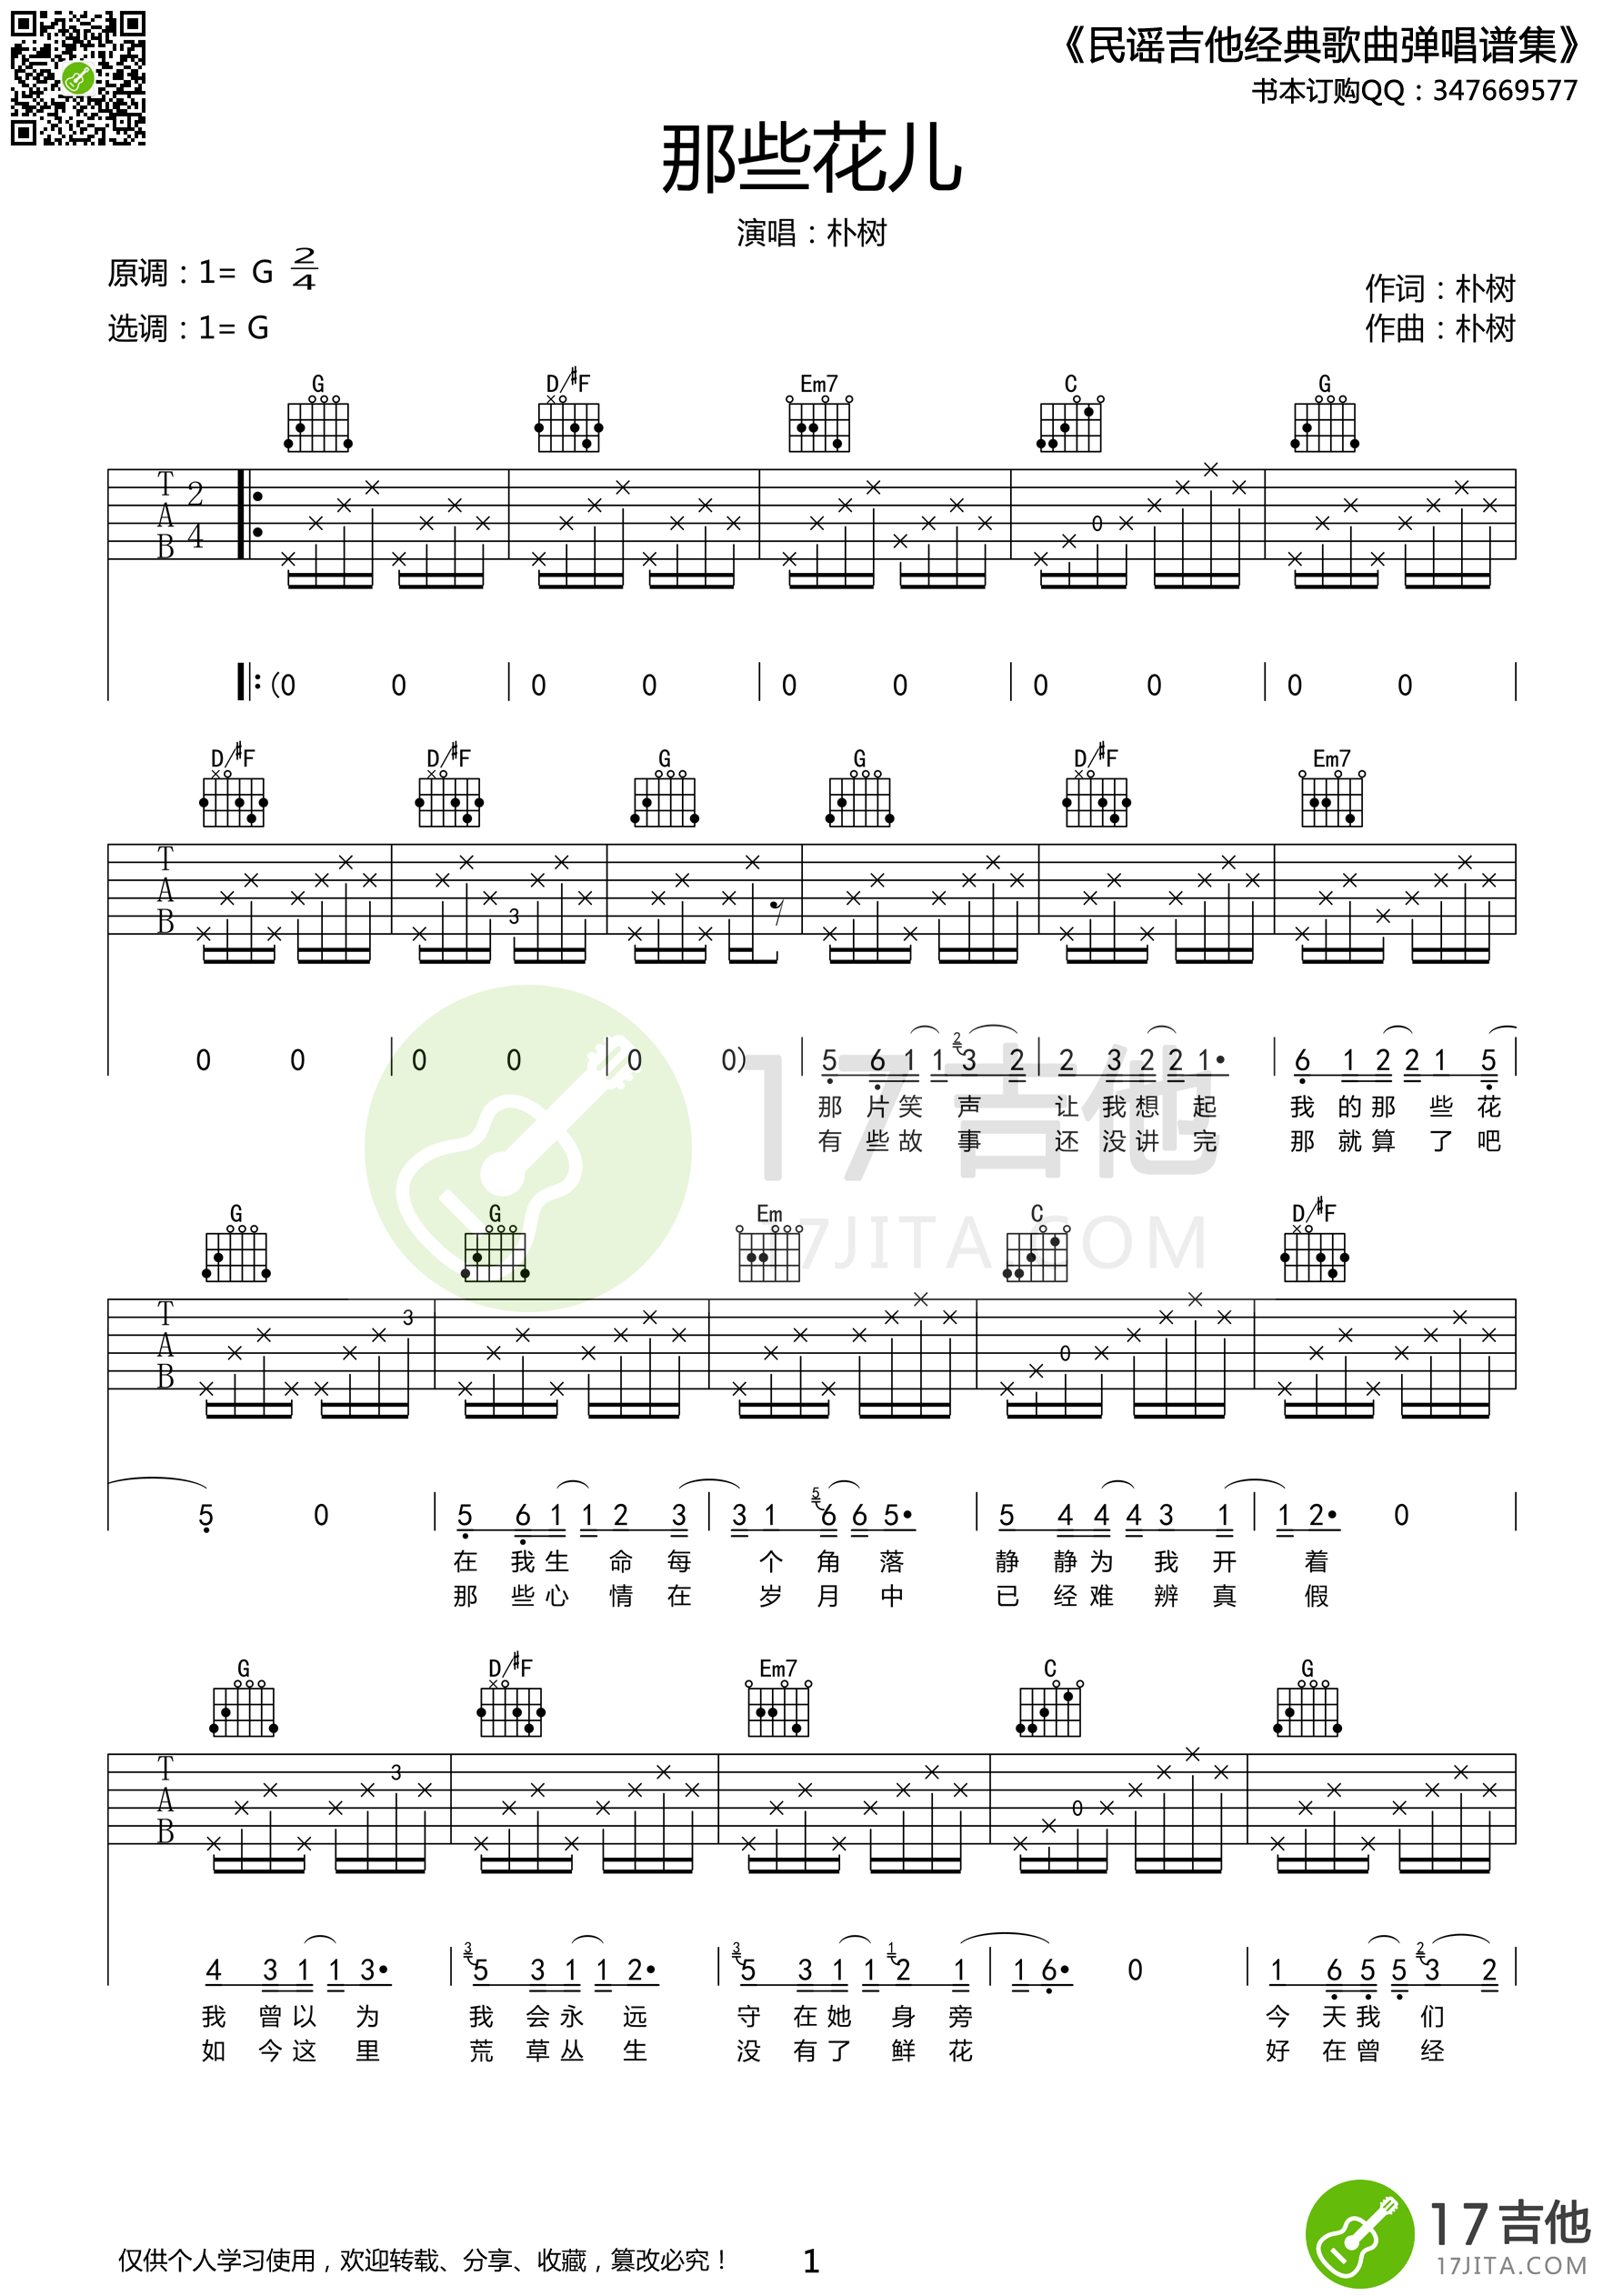 《民谣吉他经典歌曲弹唱谱集》
书本订购QQ：347669577
那些花儿
演唱：朴树
原调：1= G 2/4
选调：1= G
作词：朴树
作曲：朴树
G D/#F Em7 C G
T A B 2 4 0
(0 0 0 0 0 0 0 0 0 0
D/#F D/#F G G D/#F Em7
T A B 3
0 0 0 0 0 0) 5 6 1 1 2 3 2 2 3 2 2 1• 6 1 2 2 1 5
那 片 笑 声 让 我 想 起 我 的 那 些 花
有 些 故 事 还 没 讲 完 那 就 算 了 吧
17吉他
17JITA.COM
G G Em C D/#F
T A B 3 0
5 0 5 6 1 1 2 3 3 1 5 6 6 5• 5 4 4 4 3 1 1 2• 0
在 我 生 命 每 个 角 落 静 静 为 我 开 着
那 些 心 情 在 岁 月 中 已 经 难 辨 真 假
G D/#F Em7 C G
T A B 3 0
4 3 1 1 3• 3 5 3 1 1 2• 3 5 3 1 1 1 2 1 1 6• 0 1 6 5 5 2 3 2
我 曾 以 为 我 会 永 远 守 在 她 身 旁 今 天 我 们
如 今 这 里 荒 草 丛 生 没 有 了 鲜 花 好 在 曾 经
仅供个人学习使用，欢迎转载、分享、收藏，篡改必究！
1
17吉他
17JITA.COM